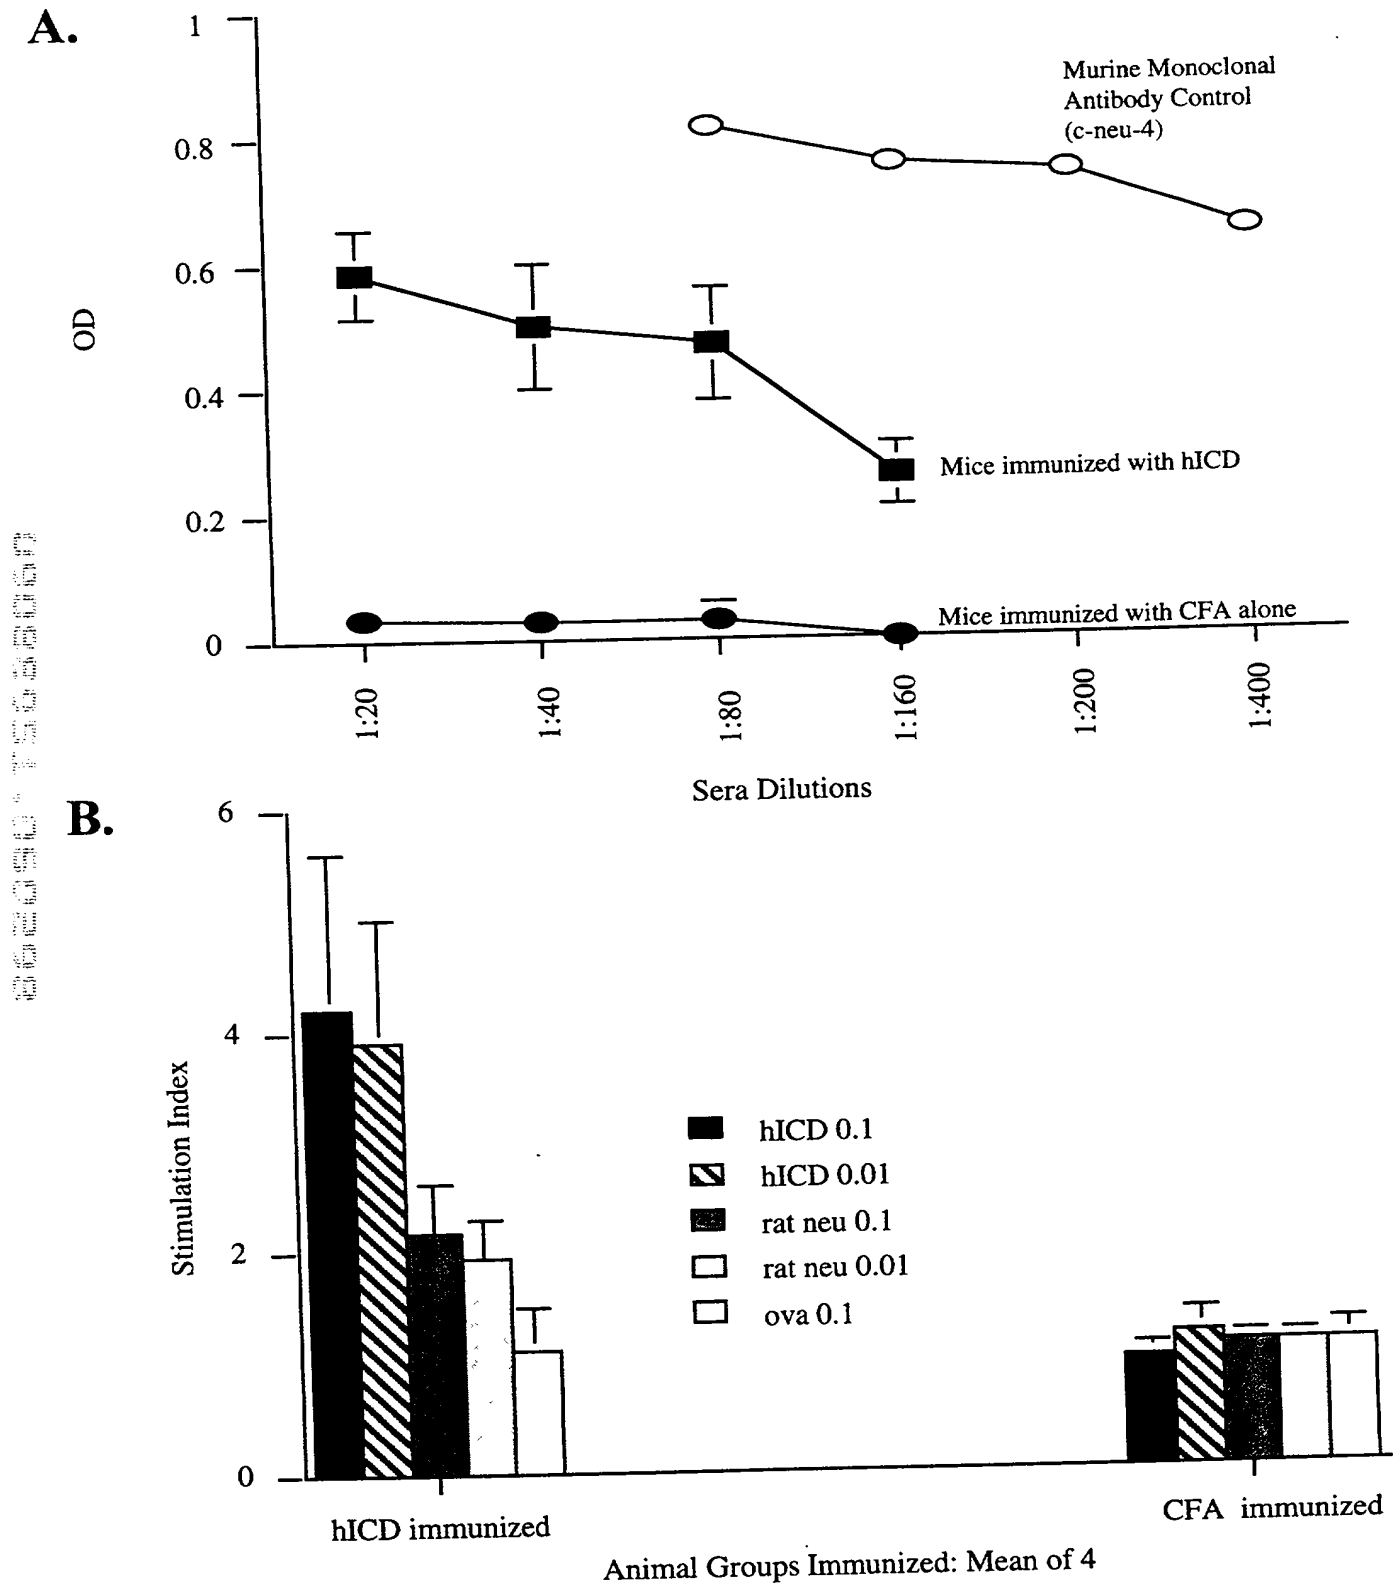 A.
1
0.8
0.6
0.4
0.2
0
OD
Murine Monoclonal
Antibody Control
(c-neu-4)
Mice immunized with hICD
Mice immunized with CFA alone
1:20
1:40
1:80
1:160
1:200
1:400
Sera Dilutions
B.
6
4
2
0
Stimulation Index
hICD 0.1
hICD 0.01
rat neu 0.1
rat neu 0.01
ova 0.1
hICD immunized
CFA immunized
Animal Groups Immunized: Mean of 4